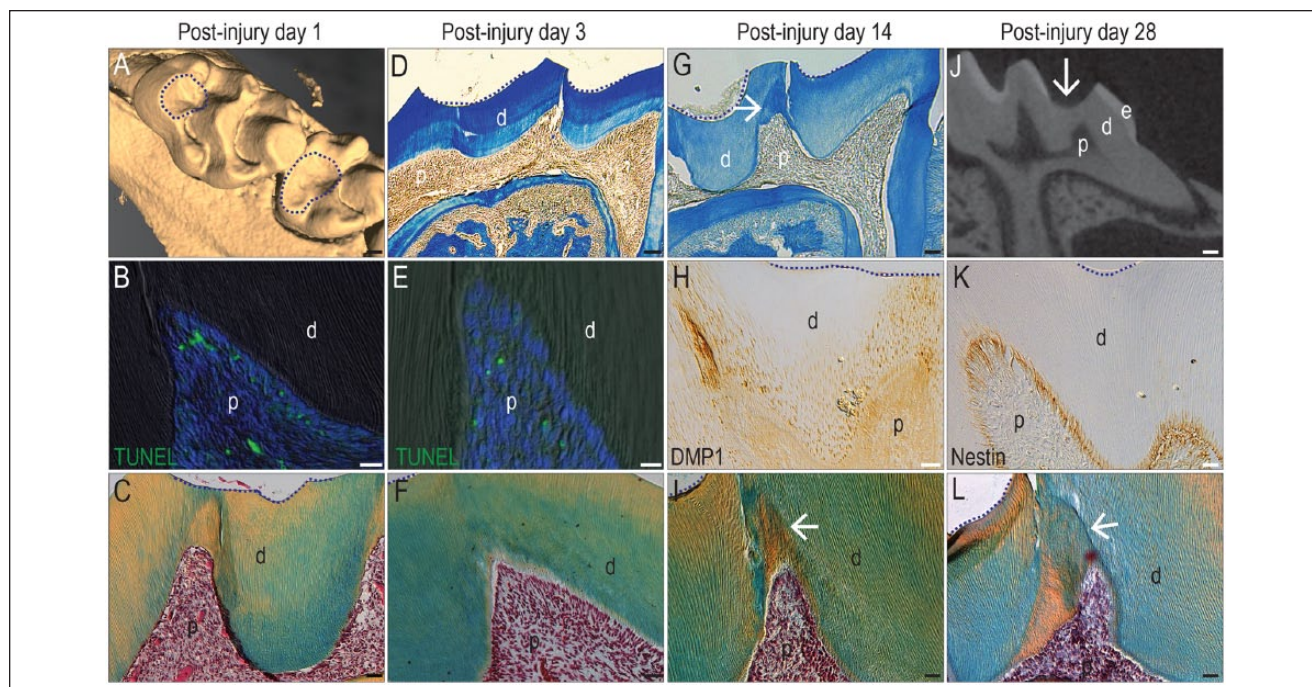 Post-injury day 1 Post-injury day 3 Post-injury day 14 Post-injury day 28
A D G J
d d p e
p p d p d
B E H K
d d d d
p p p p
TUNEL TUNEL DMP1 Nestin
C F I L
d d d d
p p p p